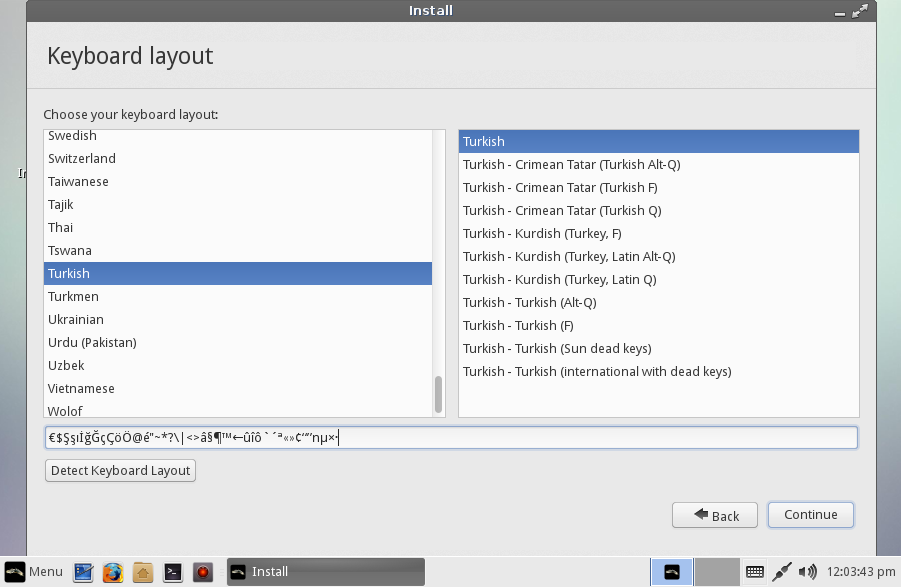 Install
Keyboard layout
Choose your keyboard layout:
Swedish
Switzerland
Taiwanese
Tajik
Thai
Tswana
Turkish
Turkmen
Ukrainian
Urdu (Pakistan)
Uzbek
Vietnamese
Wolof
Turkish
Turkish - Crimean Tatar (Turkish Alt-Q)
Turkish - Crimean Tatar (Turkish F)
Turkish - Crimean Tatar (Turkish Q)
Turkish - Kurdish (Turkey, F)
Turkish - Kurdish (Turkey, Latin Alt-Q)
Turkish - Kurdish (Turkey, Latin Q)
Turkish - Turkish (Alt-Q)
Turkish - Turkish (F)
Turkish - Turkish (Sun dead keys)
Turkish - Turkish (international with dead keys)
€$ŞşıİğĞçÇöÖ@é"~*?\|<>â§¶™←ûîô`´ª«»¢“”nµ×·
Detect Keyboard Layout
Back
Continue
Menu
Install
12:03:43 pm